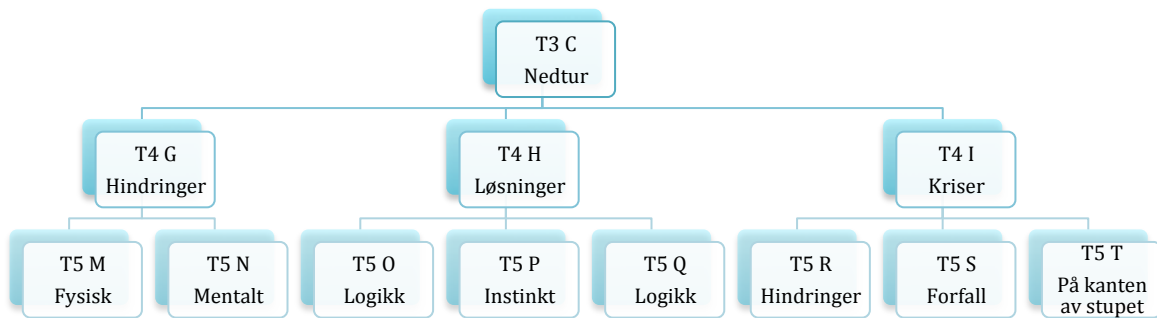 T3 C
Nedtur
T4 G
Hindringer
T4 H
Løsninger
T4 I
Kriser
T5 M
Fysisk
T5 N
Mentalt
T5 O
Logikk
T5 P
Instinkt
T5 Q
Logikk
T5 R
Hindringer
T5 S
Forfall
T5 T
På kanten
av stupet